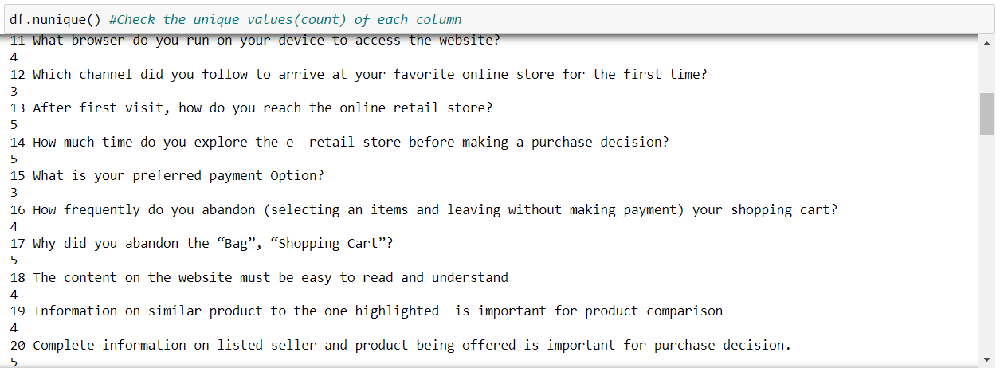 df.nunique() #Check the unique values(count) of each column
11 What browser do you run on your device to access the website?
4
12 Which channel did you follow to arrive at your favorite online store for the first time?
3
13 After first visit, how do you reach the online retail store?
5
14 How much time do you explore the e- retail store before making a purchase decision?
5
15 What is your preferred payment Option?
3
16 How frequently do you abandon (selecting an items and leaving without making payment) your shopping cart?
4
17 Why did you abandon the “Bag”, “Shopping Cart”?
5
18 The content on the website must be easy to read and understand
4
19 Information on similar product to the one highlighted  is important for product comparison
4
20 Complete information on listed seller and product being offered is important for purchase decision.
5